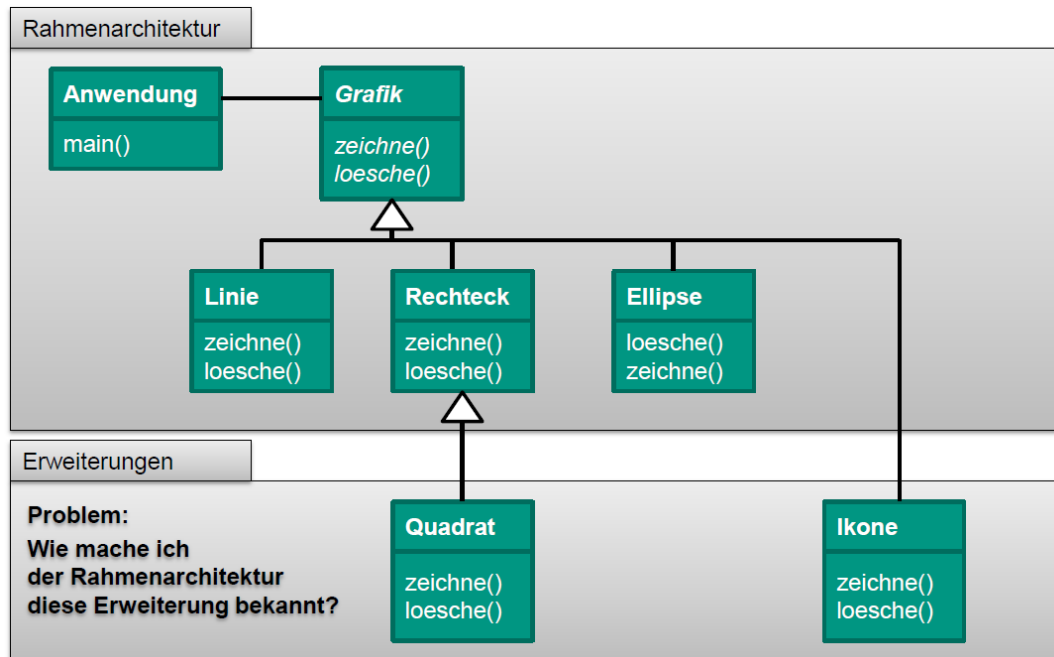 Rahmenarchitektur
Anwendung
main()
Grafik
zeichne()
loesche()
Linie
zeichne()
loesche()
Rechteck
zeichne()
loesche()
Ellipse
loesche()
zeichne()
Erweiterungen
Problem:
Wie mache ich
der Rahmenarchitektur
diese Erweiterung bekannt?
Quadrat
zeichne()
loesche()
Ikone
zeichne()
loesche()